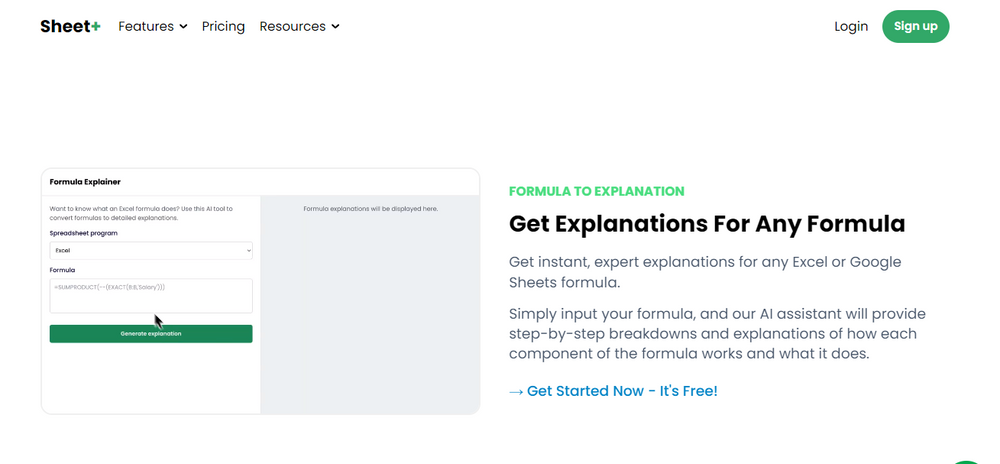 Sheet+ Features Pricing Resources Login Sign up
Formula Explainer
Want to know what an Excel formula does? Use this AI tool to
convert formulas to detailed explanations.
Spreadsheet program
Excel
Formula
=SUMPRODUCT(--(EXACT(B:B,'Salary')))
Generate explanation
Formula explanations will be displayed here.
FORMULA TO EXPLANATION
Get Explanations For Any Formula
Get instant, expert explanations for any Excel or Google
Sheets formula.
Simply input your formula, and our AI assistant will provide
step-by-step breakdowns and explanations of how each
component of the formula works and what it does.
→ Get Started Now - It's Free!